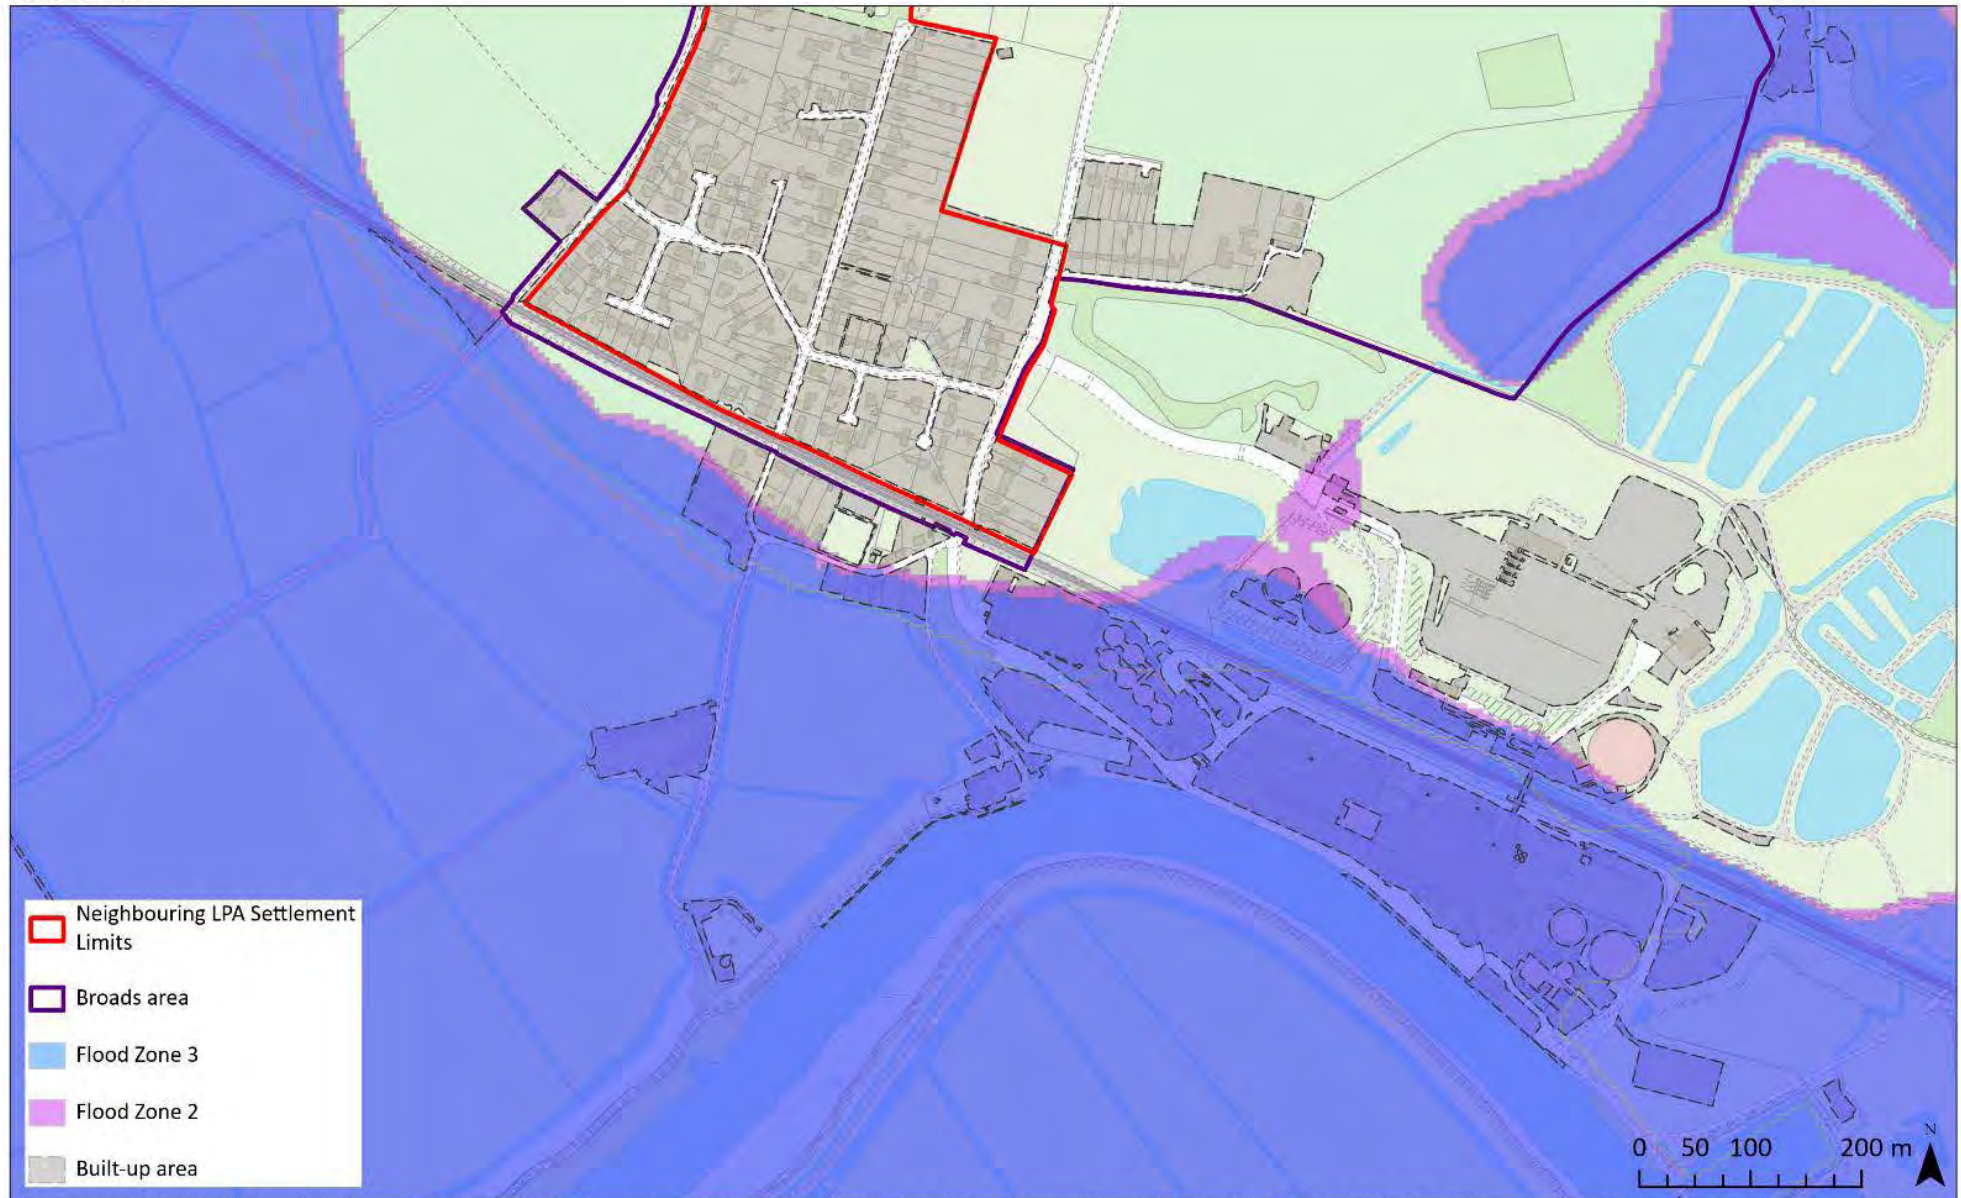 Neighbouring LPA Settlement
Limits
Broads area
Flood Zone 3
Flood Zone 2
Built-up area
0 50 100 200 m
N